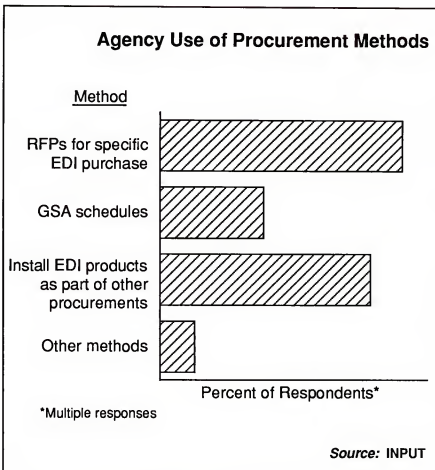 Agency Use of Procurement Methods
Method
RFPs for specific
EDI purchase
GSA schedules
Install EDI products
as part of other
procurements
Other methods
Percent of Respondents*
*Multiple responses
Source: INPUT